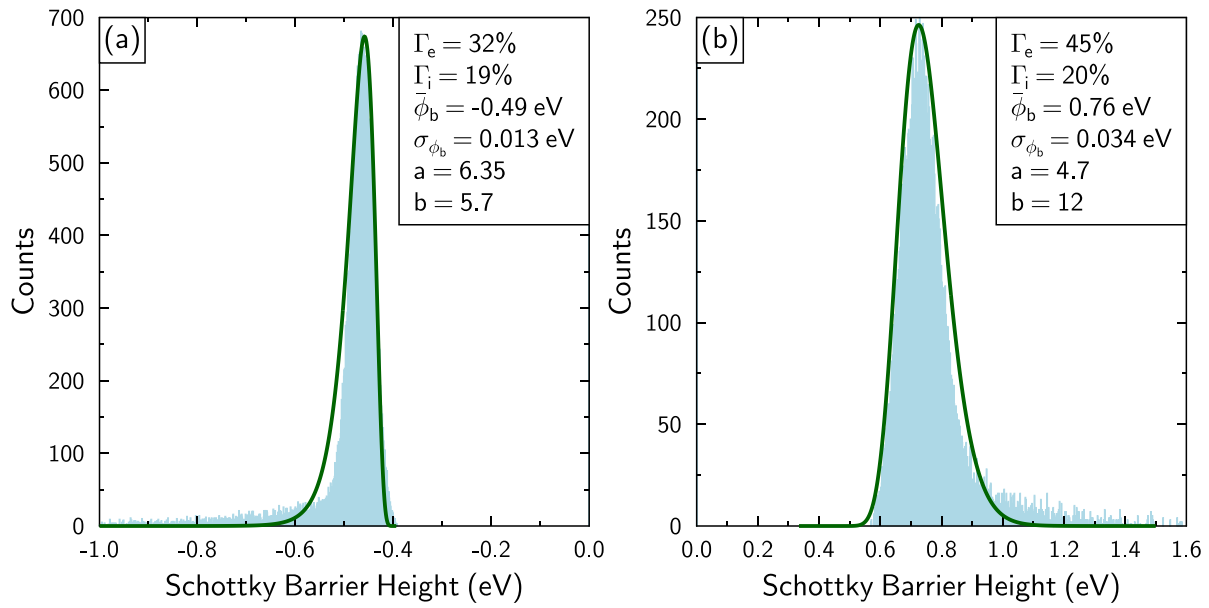 (a)
Γe = 32%
Γi = 19%
ϕ̄b = -0.49 eV
σϕb = 0.013 eV
a = 6.35
b = 5.7
700
600
500
400
300
200
100
0
Counts
-1.0 -0.8 -0.6 -0.4 -0.2 0.0
Schottky Barrier Height (eV)
(b)
Γe = 45%
Γi = 20%
ϕ̄b = 0.76 eV
σϕb = 0.034 eV
a = 4.7
b = 12
250
200
150
100
50
0
Counts
0.0 0.2 0.4 0.6 0.8 1.0 1.2 1.4 1.6
Schottky Barrier Height (eV)